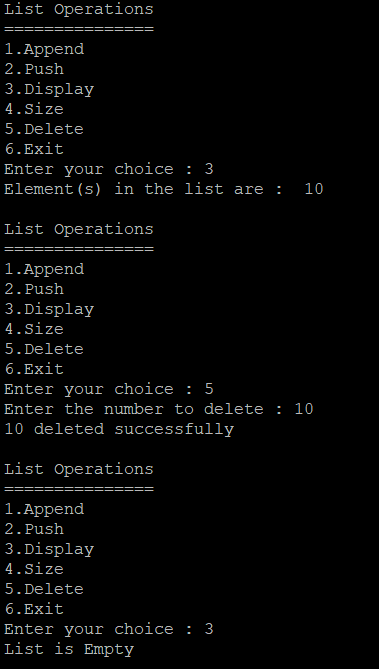 List Operations
===============
1.Append
2.Push
3.Display
4.Size
5.Delete
6.Exit
Enter your choice : 3
Element(s) in the list are :  10
List Operations
===============
1.Append
2.Push
3.Display
4.Size
5.Delete
6.Exit
Enter your choice : 5
Enter the number to delete : 10
10 deleted successfully
List Operations
===============
1.Append
2.Push
3.Display
4.Size
5.Delete
6.Exit
Enter your choice : 3
List is Empty